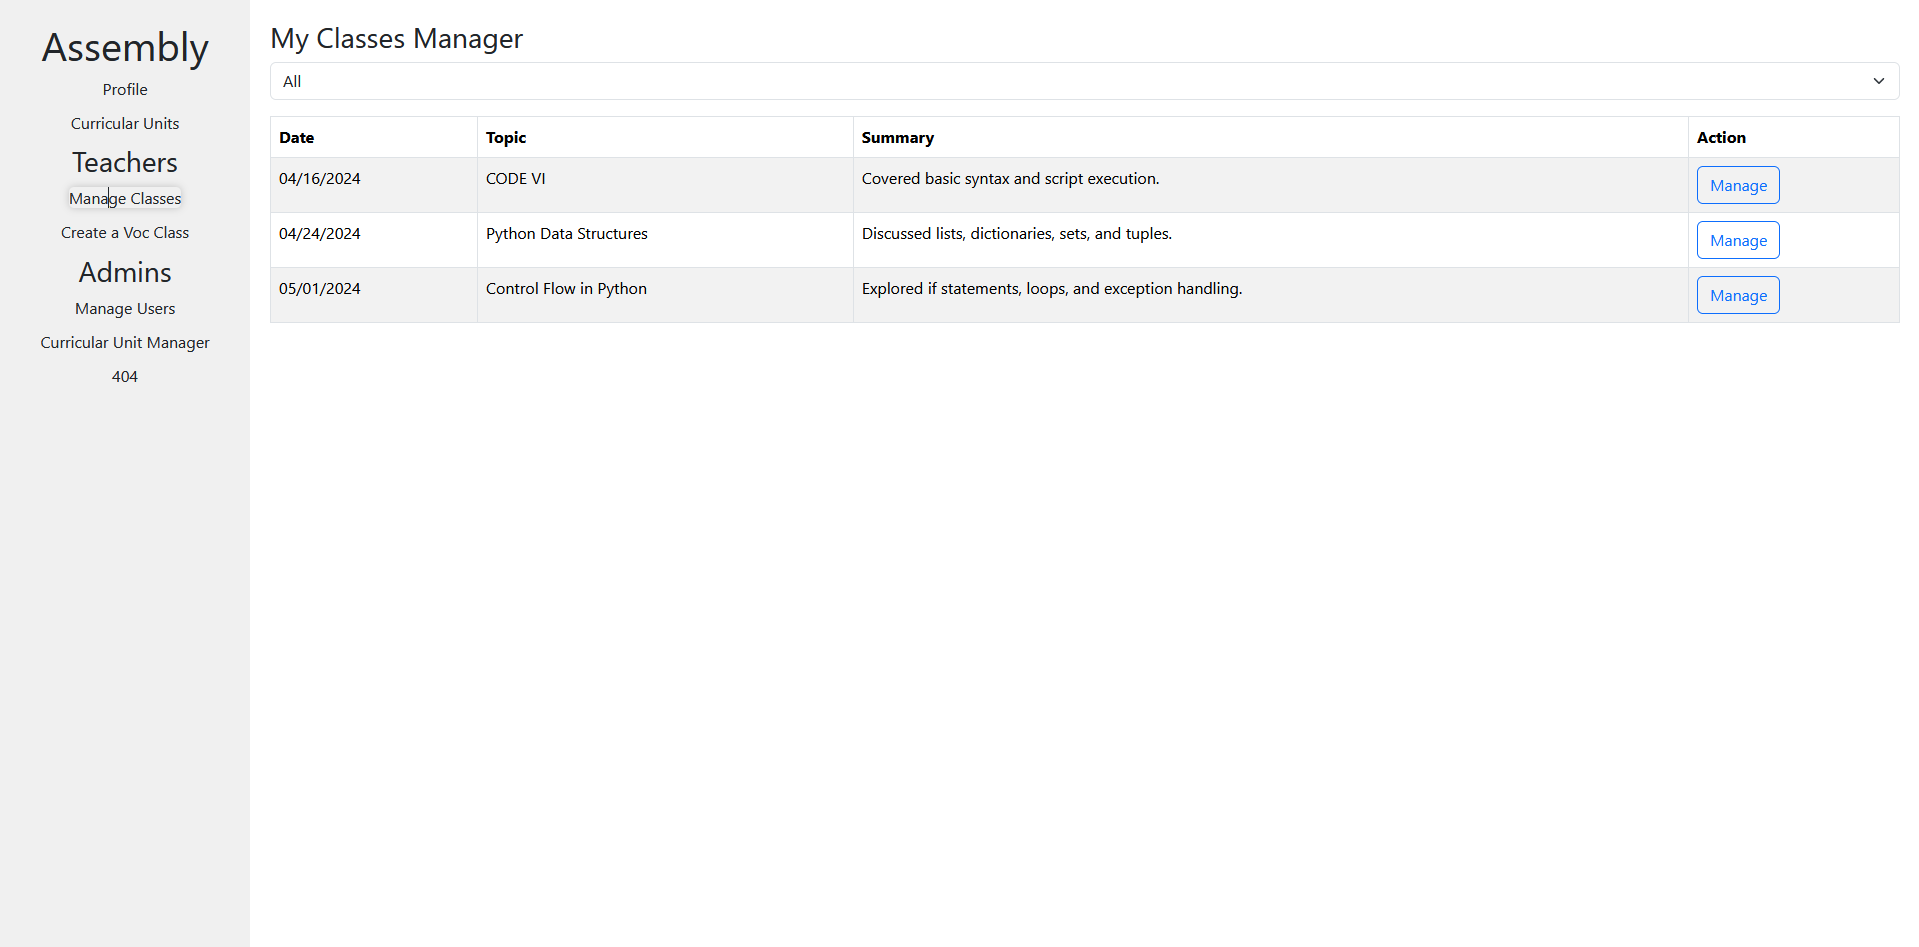 Assembly
Profile
Curricular Units
Teachers
Manage Classes
Create a Voc Class
Admins
Manage Users
Curricular Unit Manager
404
My Classes Manager
All
Date Topic Summary Action
04/16/2024 CODE VI Covered basic syntax and script execution. Manage
04/24/2024 Python Data Structures Discussed lists, dictionaries, sets, and tuples. Manage
05/01/2024 Control Flow in Python Explored if statements, loops, and exception handling. Manage